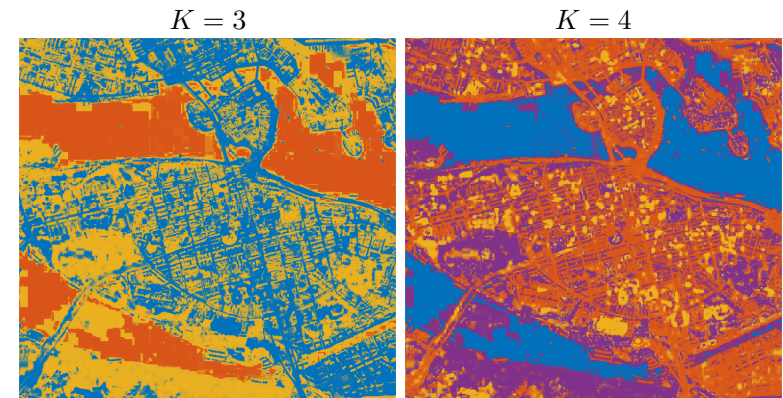 K = 3
K = 4